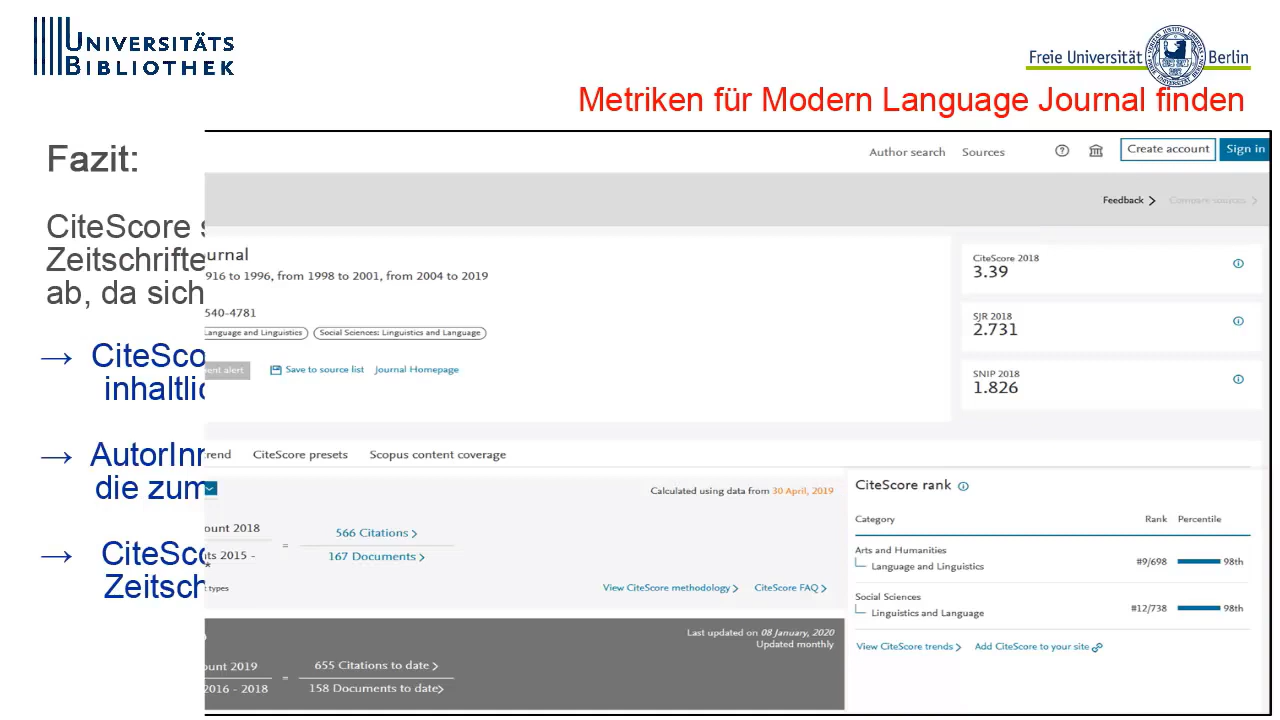 UNIVERSITÄTS
BIBLIOTHEK
Freie Universität Berlin
Metriken für Modern Language Journal finden
Fazit:
CiteScore
Zeitschrifte
ab, da sich
→ CiteSco
inhaltlic
→ AutorInn
die zum
→ CiteSco
Zeitsch
Author search Sources
Create account Sign in
Feedback Compare sources
urnal
916 to 1996, from 1998 to 2001, from 2004 to 2019
540-4781
Language and Linguistics Social Sciences: Linguistics and Language
ent alert Save to source list Journal Homepage
CiteScore 2018
3.39
SJR 2018
2.731
SNIP 2018
1.826
rend CiteScore presets Scopus content coverage
Calculated using data from 30 April, 2019
ount 2018 = 566 Citations >
ts 2015 - 167 Documents >
*
t types
View CiteScore methodology > CiteScore FAQ >
Last updated on 08 January, 2020
Updated monthly
ount 2019 = 655 Citations to date >
2016 - 2018 158 Documents to date>
CiteScore rank
Category Rank Percentile
Arts and Humanities
Language and Linguistics #9/698 98th
Social Sciences
Linguistics and Language #12/738 98th
View CiteScore trends > Add CiteScore to your site